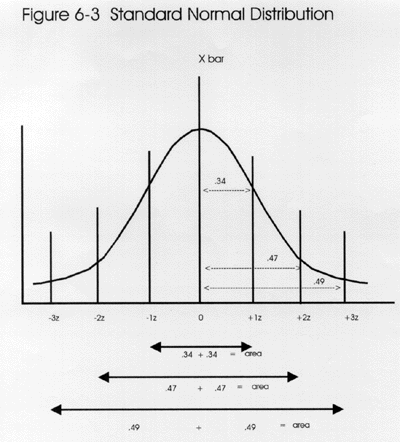 Figure 6-3 Standard Normal Distribution
X bar
.34
.47
.49
-3z -2z -1z 0 +1z +2z +3z
.34 + .34 = area
.47 + .47 = area
.49 + .49 = area